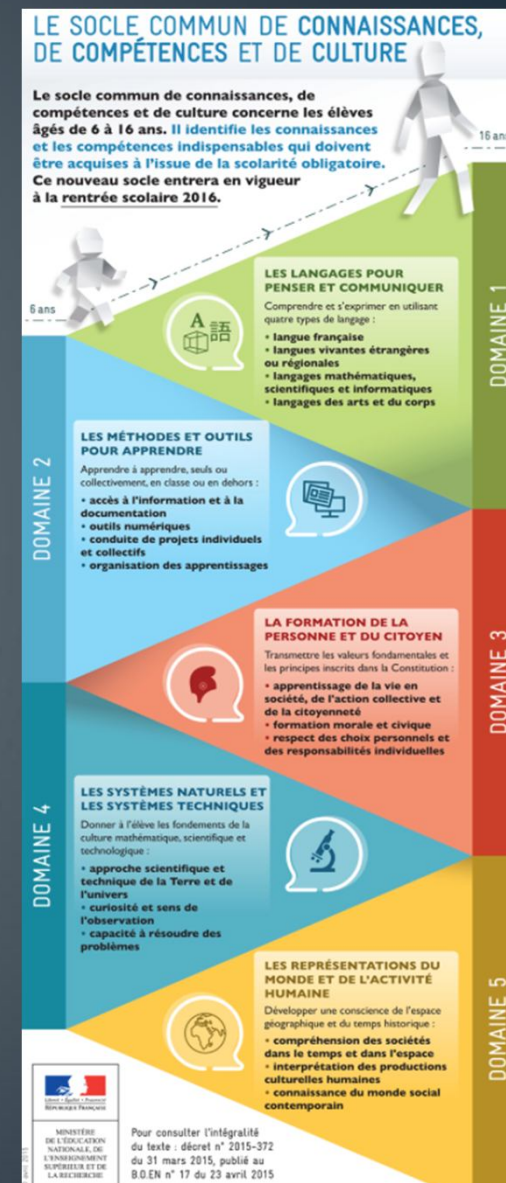 LE SOCLE COMMUN DE CONNAISSANCES,
DE COMPÉTENCES ET DE CULTURE
Le socle commun de connaissances, de
compétences et de culture concerne les élèves
âgés de 6 à 16 ans. Il identifie les connaissances
et les compétences indispensables qui doivent
être acquises à l'issue de la scolarité obligatoire.
Ce nouveau socle entrera en vigueur
à la rentrée scolaire 2016.
16 ans
6 ans
DOMAINE 1
LES LANGAGES POUR
PENSER ET COMMUNIQUER
Comprendre et s'exprimer en utilisant
quatre types de langage :
• langue française
• langues vivantes étrangères
ou régionales
• langages mathématiques,
scientifiques et informatiques
• langages des arts et du corps
A 語
DOMAINE 2
LES MÉTHODES ET OUTILS
POUR APPRENDRE
Apprendre à apprendre, seuls ou
collectivement, en classe ou en dehors :
• accès à l'information et à la
documentation
• outils numériques
• conduite de projets individuels
et collectifs
• organisation des apprentissages
DOMAINE 3
LA FORMATION DE LA
PERSONNE ET DU CITOYEN
Transmettre les valeurs fondamentales et
les principes inscrits dans la Constitution :
• apprentissage de la vie en
société, de l'action collective et
de la citoyenneté
• formation morale et civique
• respect des choix personnels et
des responsabilités individuelles
DOMAINE 4
LES SYSTÈMES NATURELS ET
LES SYSTÈMES TECHNIQUES
Donner à l'élève les fondements de la
culture mathématique, scientifique et
technologique :
• approche scientifique et
technique de la Terre et de
l'univers
• curiosité et sens de
l'observation
• capacité à résoudre des
problèmes
DOMAINE 5
LES REPRÉSENTATIONS DU
MONDE ET DE L'ACTIVITÉ
HUMAINE
Développer une conscience de l'espace
géographique et du temps historique :
• compréhension des sociétés
dans le temps et dans l'espace
• interprétation des productions
culturelles humaines
• connaissance du monde social
contemporain
Liberté • Égalité • Fraternité
RÉPUBLIQUE FRANÇAISE
MINISTÈRE
DE L'ÉDUCATION
NATIONALE, DE
L'ENSEIGNEMENT
SUPÉRIEUR ET DE
LA RECHERCHE
Pour consulter l'intégralité
du texte : décret n° 2015-372
du 31 mars 2015, publié au
B.O.EN n° 17 du 23 avril 2015
avril 2015